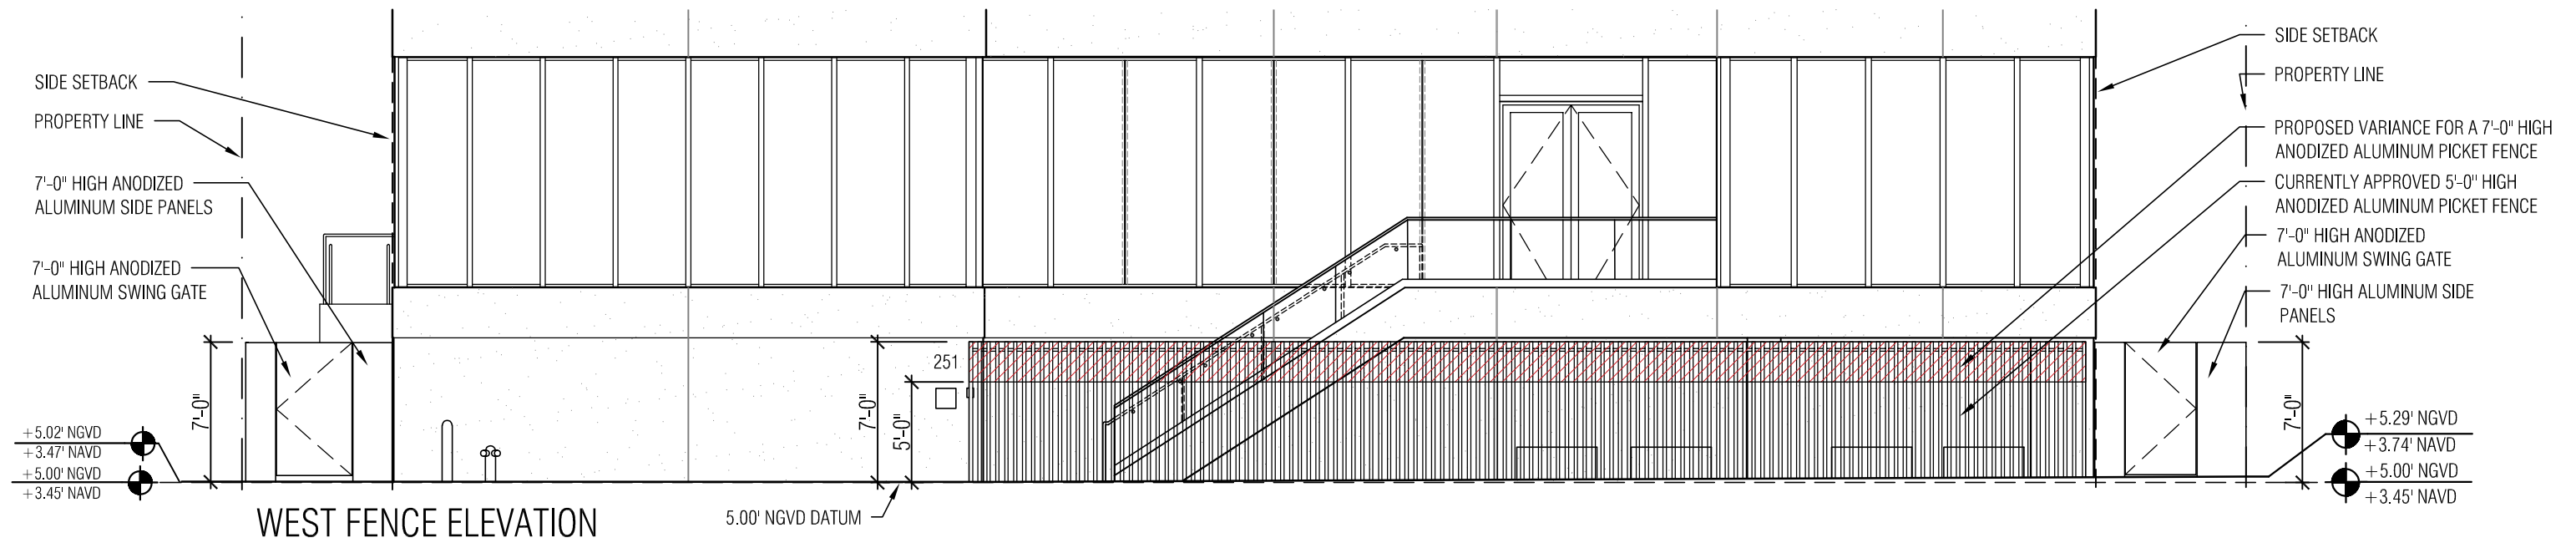 SIDE SETBACK
PROPERTY LINE
7'-0" HIGH ANODIZED
ALUMINUM SIDE PANELS
7'-0" HIGH ANODIZED
ALUMINUM SWING GATE
7'-0"
+5.02' NGVD
+3.47' NAVD
+5.00' NGVD
+3.45' NAVD
WEST FENCE ELEVATION
251
7'-0"
5'-0"
5.00' NGVD DATUM
SIDE SETBACK
PROPERTY LINE
PROPOSED VARIANCE FOR A 7'-0" HIGH
ANODIZED ALUMINUM PICKET FENCE
CURRENTLY APPROVED 5'-0" HIGH
ANODIZED ALUMINUM PICKET FENCE
7'-0" HIGH ANODIZED
ALUMINUM SWING GATE
7'-0" HIGH ALUMINUM SIDE
PANELS
7'-0"
+5.29' NGVD
+3.74' NAVD
+5.00' NGVD
+3.45' NAVD